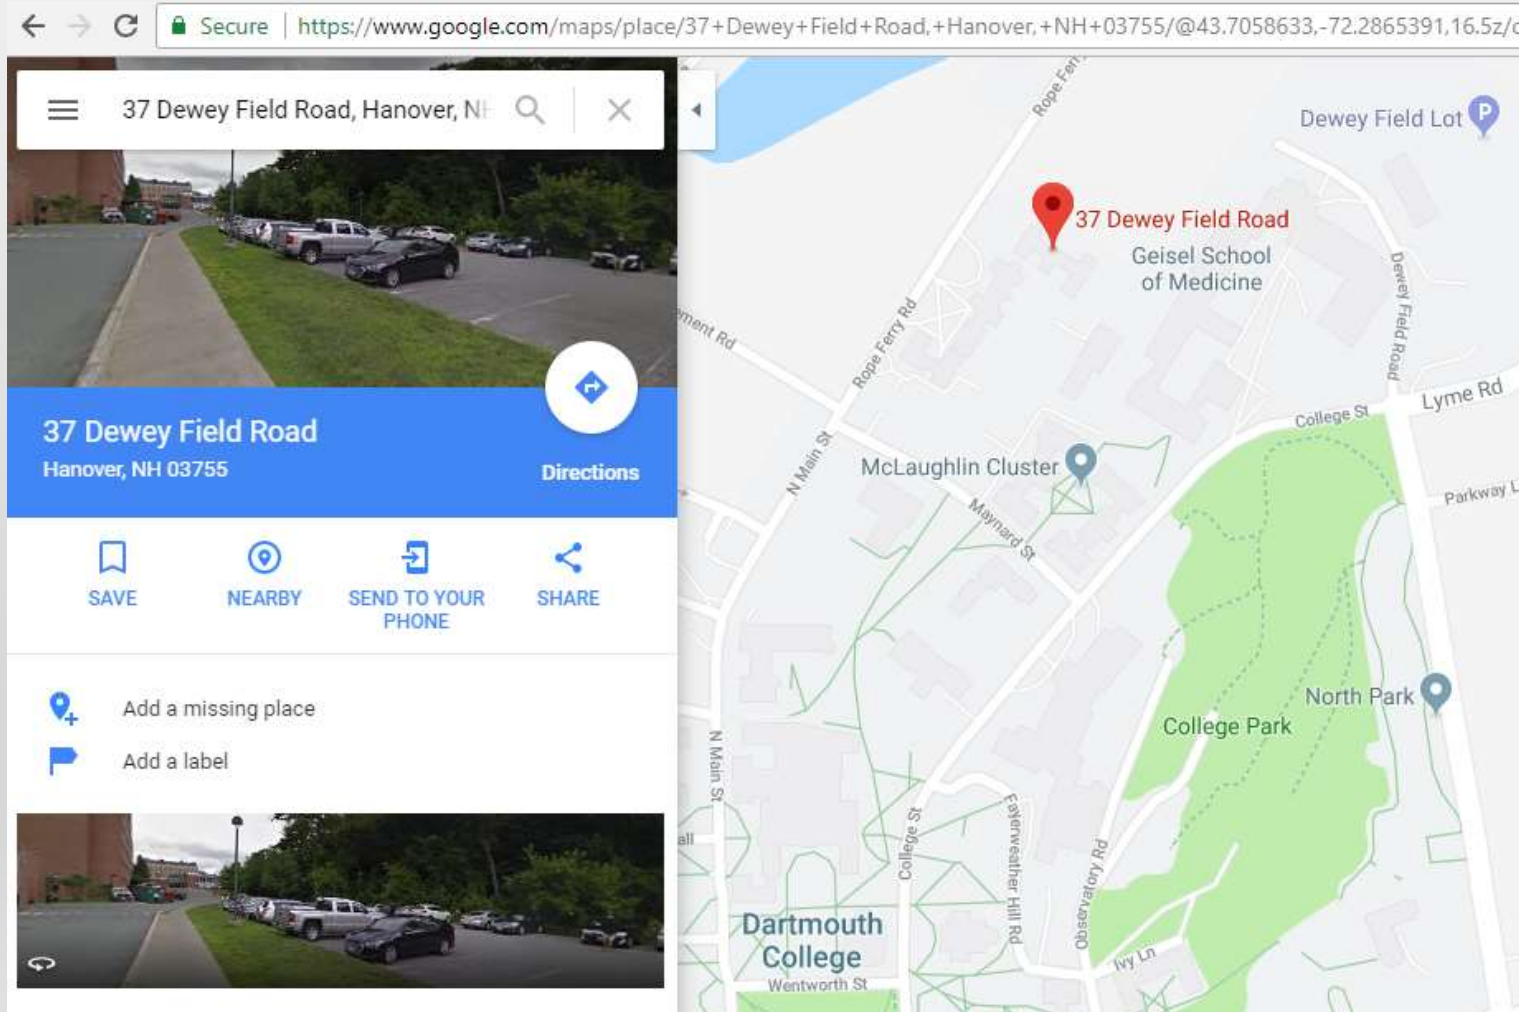 Secure https://www.google.com/maps/place/37+Dewey+Field+Road,+Hanover,+NH+03755/@43.7058633,-72.2865391,16.5z/
37 Dewey Field Road, Hanover, NH
37 Dewey Field Road
Hanover, NH 03755
Directions
SAVE
NEARBY
SEND TO YOUR
PHONE
SHARE
Add a missing place
Add a label
Rope Ferry
Dewey Field Lot
P
37 Dewey Field Road
Geisel School
of Medicine
Dewey Field Road
ment Rd
Rope Ferry Rd
Lyme Rd
College St
N Main St
McLaughlin Cluster
Maynard St
Parkway L
North Park
College Park
N Main St
College St
Fayerweather Hill Rd
Observatory Rd
all
Dartmouth
College
Ivy Ln
Wentworth St